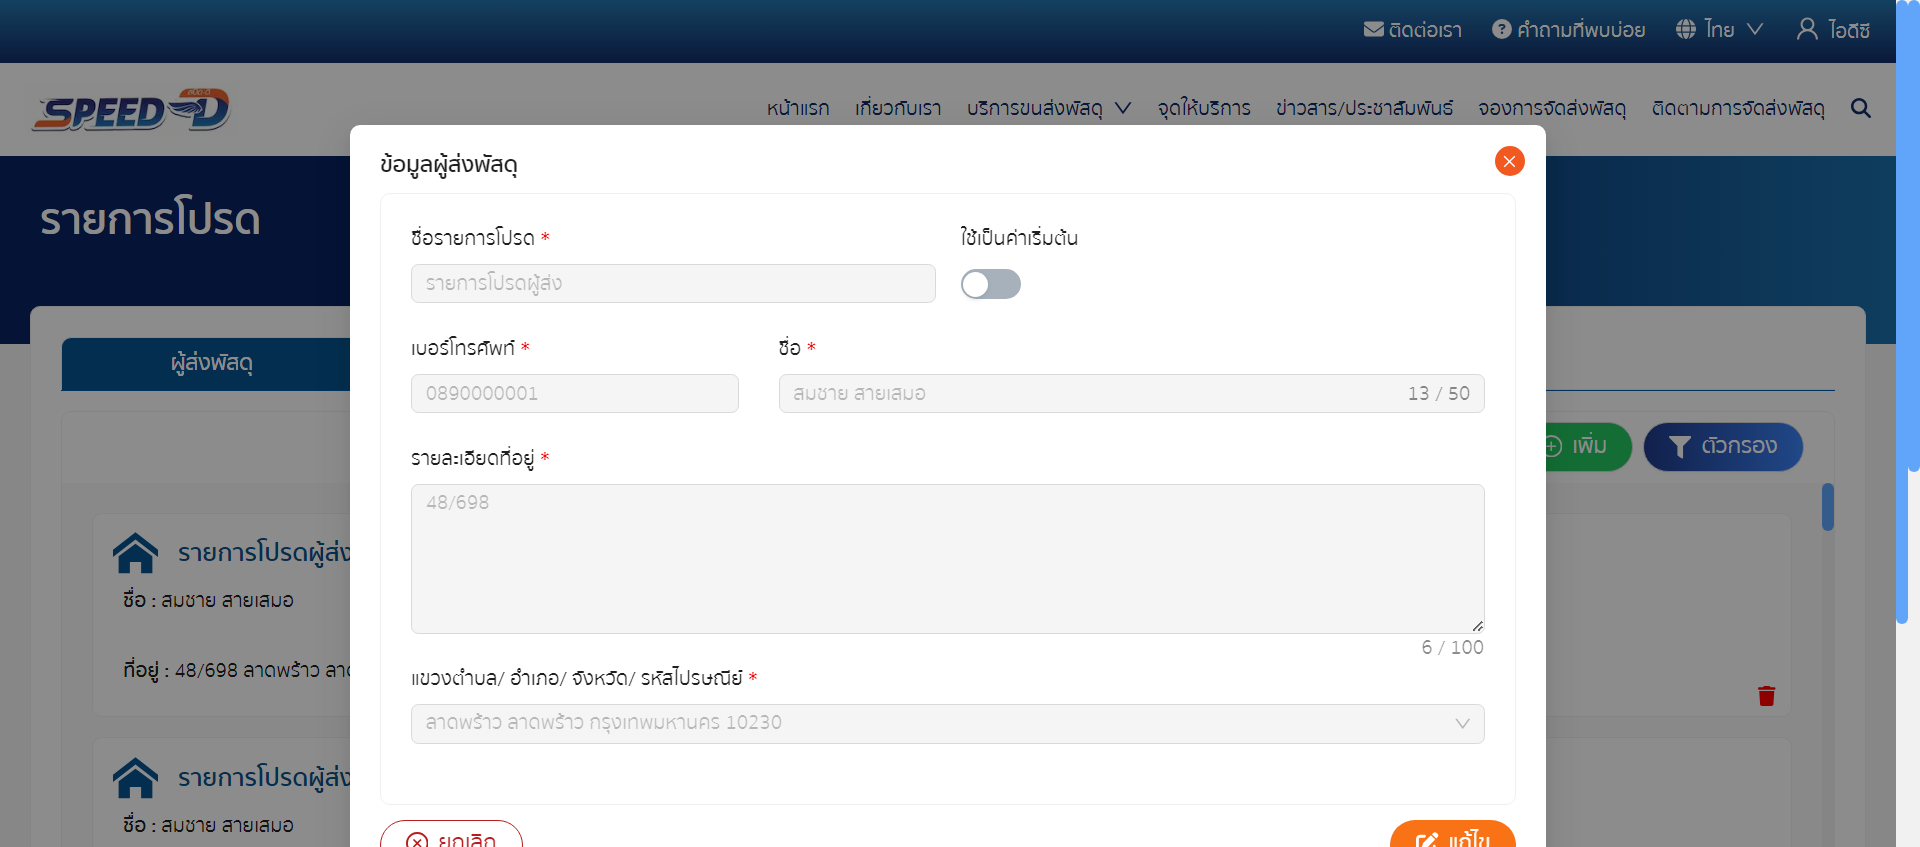 ติดต่อเรา คำถามที่พบบ่อย ไทย ไอดีซี
SPEED-D
หน้าแรก เกี่ยวกับเรา บริการขนส่งพัสดุ จุดให้บริการ ข่าวสาร/ประชาสัมพันธ์ จองการจัดส่งพัสดุ ติดตามการจัดส่งพัสดุ
รายการโปรด
ผู้ส่งพัสดุ
ข้อมูลผู้ส่งพัสดุ
ชื่อรายการโปรด * ใช้เป็นค่าเริ่มต้น
รายการโปรดผู้ส่ง
เบอร์โทรศัพท์ * ชื่อ *
0890000001 สมชาย สายเสมอ 13 / 50
รายละเอียดที่อยู่ *
48/698
6 / 100
แขวงตำบล/ อำเภอ/ จังหวัด/ รหัสไปรษณีย์ *
ลาดพร้าว ลาดพร้าว กรุงเทพมหานคร 10230
ยกเลิก แก้ไข
เพิ่ม ตัวกรอง
รายการโปรดผู้ส่ง
ชื่อ : สมชาย สายเสมอ
ที่อยู่ : 48/698 ลาดพร้าว ลาด
รายการโปรดผู้ส่ง
ชื่อ : สมชาย สายเสมอ